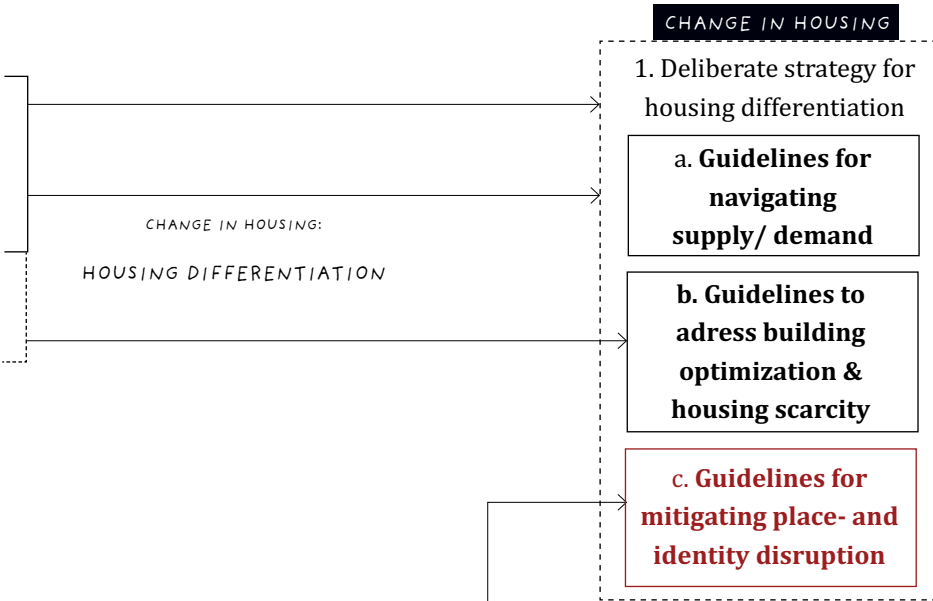 CHANGE IN HOUSING
1. Deliberate strategy for
housing differentiation
a. Guidelines for
navigating
supply/ demand
CHANGE IN HOUSING:
HOUSING DIFFERENTIATION
b. Guidelines to
adress building
optimization &
housing scarcity
c. Guidelines for
mitigating place- and
identity disruption